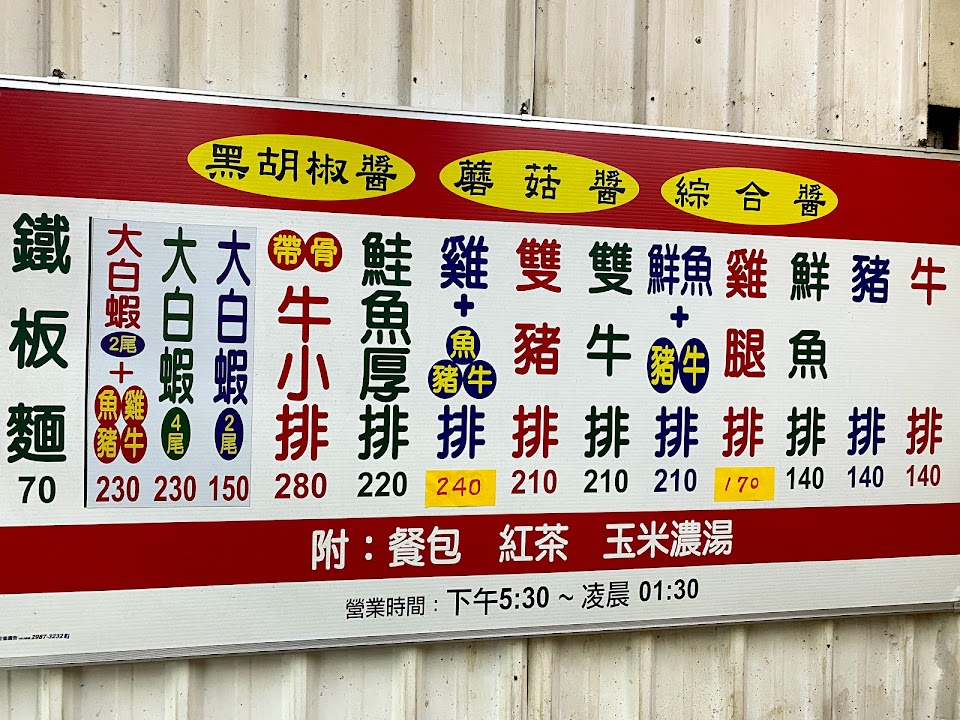 黑胡椒醬 蘑菇醬 綜合醬
牛排 140
豬排 140
鮮魚排 140
雞腿排 170
鮮魚+豬牛排 210
雙牛排 210
雙豬排 210
雞+魚豬牛排 240
鮭魚厚排 220
帶骨牛小排 280
大白蝦2尾 150
大白蝦4尾 230
大白蝦2尾+魚雞豬牛 230
鐵板麵 70
附：餐包 紅茶 玉米濃湯
營業時間：下午5:30 ~ 凌晨 01:30
2987-3232